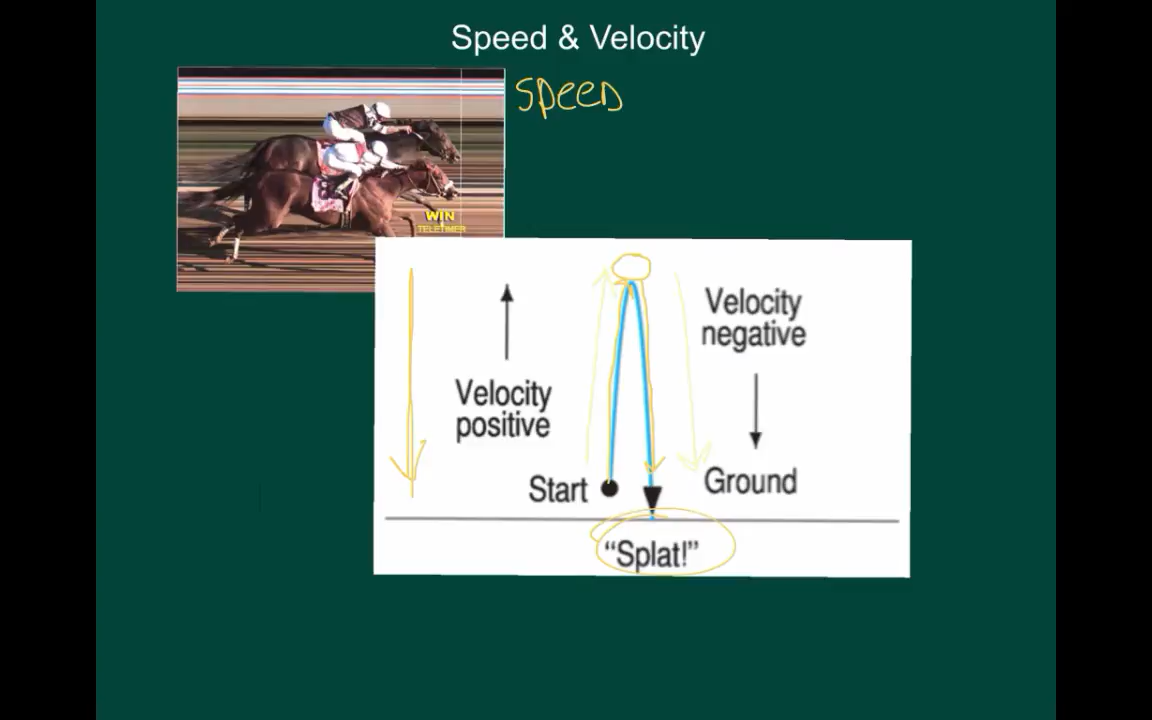 Speed & Velocity
SPEED
WIN
TELETIMER
Velocity
positive
Velocity
negative
Start
Ground
“Splat!”